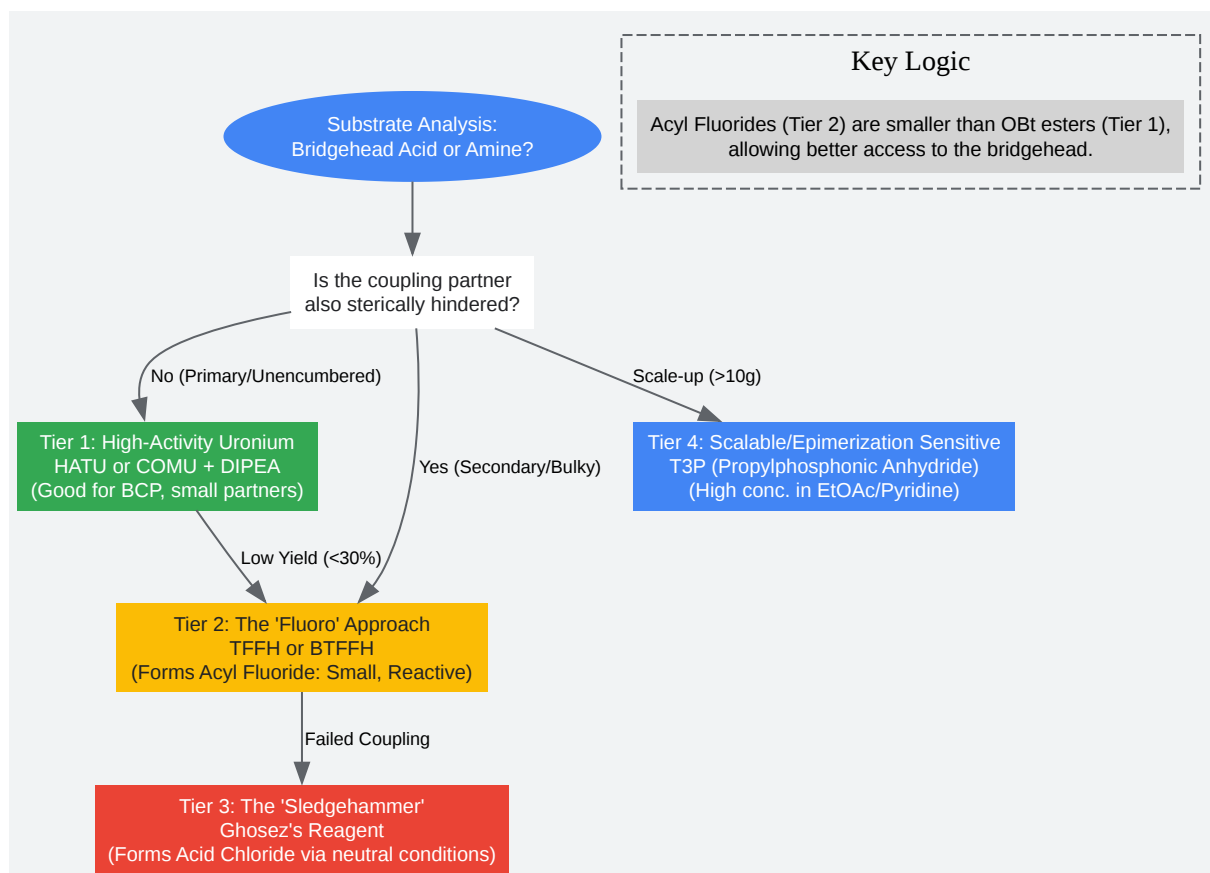 Key Logic
Acyl Fluorides (Tier 2) are smaller than OBt esters (Tier 1),
allowing better access to the bridgehead.
Substrate Analysis:
Bridgehead Acid or Amine?
Is the coupling partner
also sterically hindered?
No (Primary/Unencumbered)
Scale-up (>10g)
Tier 1: High-Activity Uronium
HATU or COMU + DIPEA
(Good for BCP, small partners)
Yes (Secondary/Bulky)
Tier 4: Scalable/Epimerization Sensitive
T3P (Propylphosphonic Anhydride)
(High conc. in EtOAc/Pyridine)
Low Yield (<30%)
Tier 2: The 'Fluoro' Approach
TFFH or BTFFH
(Forms Acyl Fluoride: Small, Reactive)
Failed Coupling
Tier 3: The 'Sledgehammer'
Ghosez's Reagent
(Forms Acid Chloride via neutral conditions)